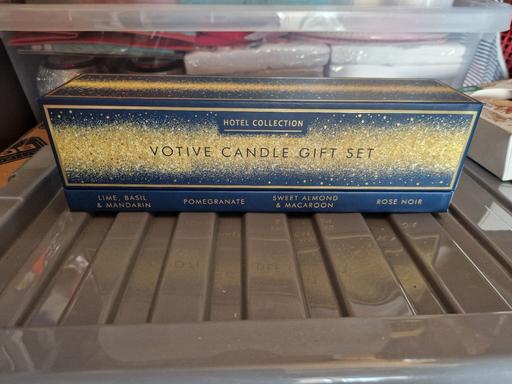 HOTEL COLLECTION
VOTIVE CANDLE GIFT SET
LIME, BASIL
& MANDARIN
POMEGRANATE
SWEET ALMOND
& MACAROON
ROSE NOIR